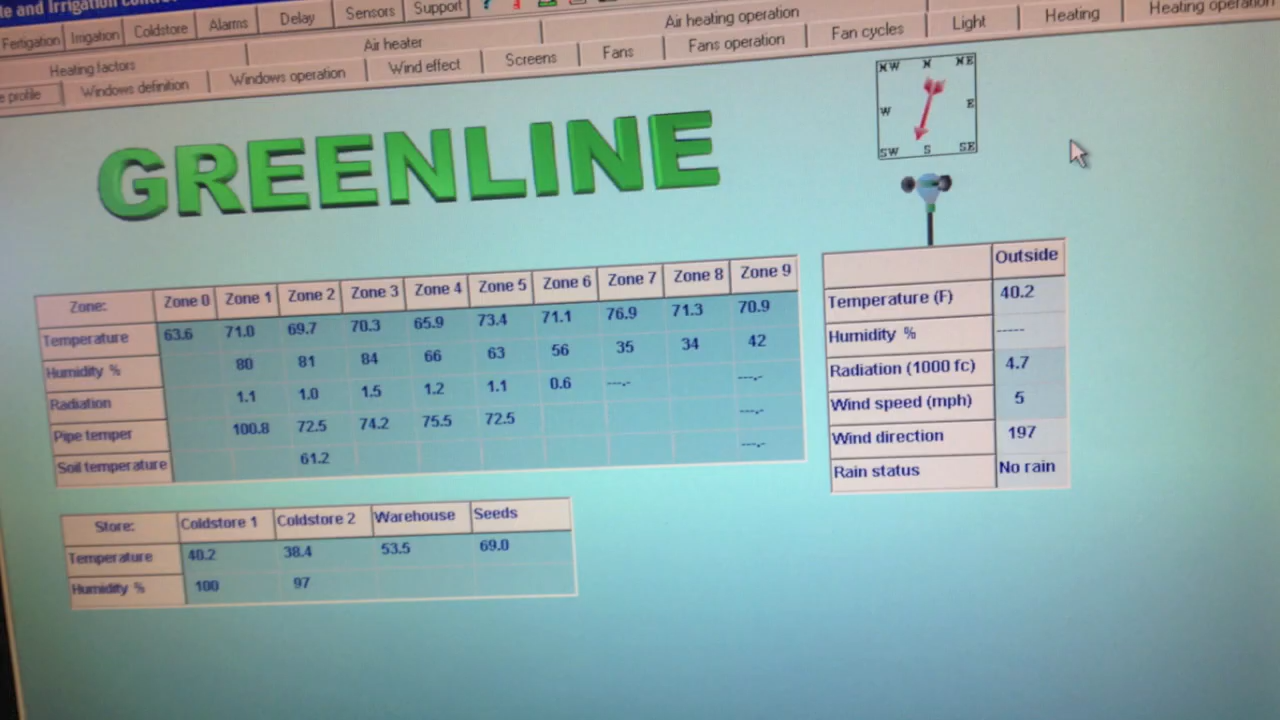 le and Irrigation
Fertigation Irrigation Coldstore Alarms Delay Sensors Support
Heating factors Air heater Air heating operation
profile Windows definition Windows operation Wind effect Screens Fans Fans operation Fan cycles Light Heating Heating operation
GREENLINE
NW N NE
W E
SW S SE
Zone: Zone 0 Zone 1 Zone 2 Zone 3 Zone 4 Zone 5 Zone 6 Zone 7 Zone 8 Zone 9
Temperature 63.6 71.0 69.7 70.3 65.9 73.4 71.1 76.9 71.3 70.9
Humidity % 80 81 84 66 63 56 35 34 42
Radiation 1.1 1.0 1.5 1.2 1.1 0.6 ---.- ---.-
Pipe temper 100.8 72.5 74.2 75.5 72.5 ---.-
Soil temperature 61.2 ---.-
Outside
Temperature (F) 40.2
Humidity % -----
Radiation (1000 fc) 4.7
Wind speed (mph) 5
Wind direction 197
Rain status No rain
Store: Coldstore 1 Coldstore 2 Warehouse Seeds
Temperature 40.2 38.4 53.5 69.0
Humidity % 100 97